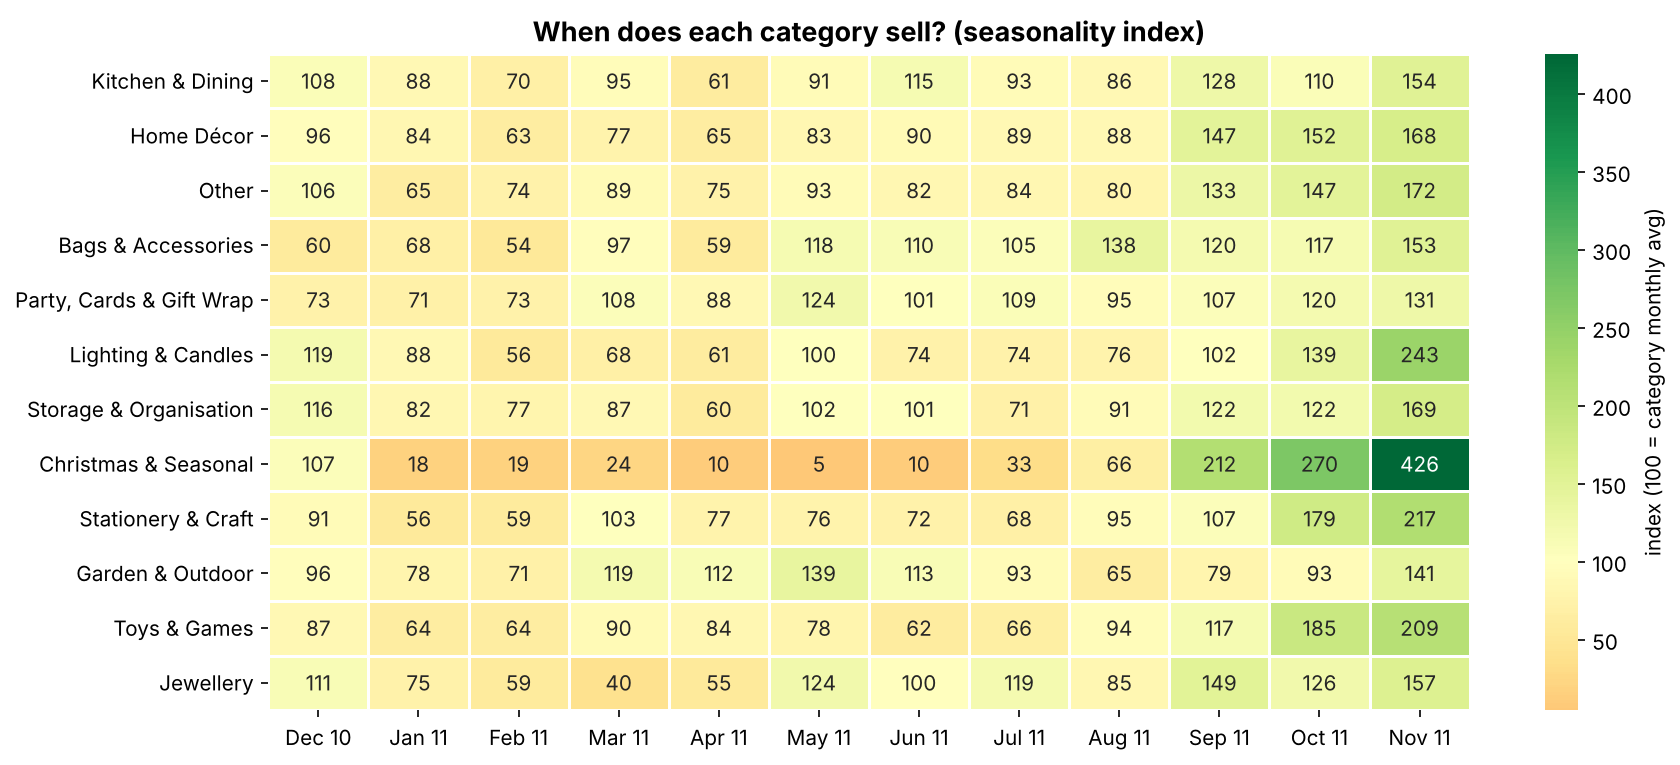 When does each category sell? (seasonality index)
Kitchen & Dining 108 88 70 95 61 91 115 93 86 128 110 154
Home Décor 96 84 63 77 65 83 90 89 88 147 152 168
Other 106 65 74 89 75 93 82 84 80 133 147 172
Bags & Accessories 60 68 54 97 59 118 110 105 138 120 117 153
Party, Cards & Gift Wrap 73 71 73 108 88 124 101 109 95 107 120 131
Lighting & Candles 119 88 56 68 61 100 74 74 76 102 139 243
Storage & Organisation 116 82 77 87 60 102 101 71 91 122 122 169
Christmas & Seasonal 107 18 19 24 10 5 10 33 66 212 270 426
Stationery & Craft 91 56 59 103 77 76 72 68 95 107 179 217
Garden & Outdoor 96 78 71 119 112 139 113 93 65 79 93 141
Toys & Games 87 64 64 90 84 78 62 66 94 117 185 209
Jewellery 111 75 59 40 55 124 100 119 85 149 126 157
Dec 10 Jan 11 Feb 11 Mar 11 Apr 11 May 11 Jun 11 Jul 11 Aug 11 Sep 11 Oct 11 Nov 11
400
350
300
250
200
150
100
50
index (100 = category monthly avg)